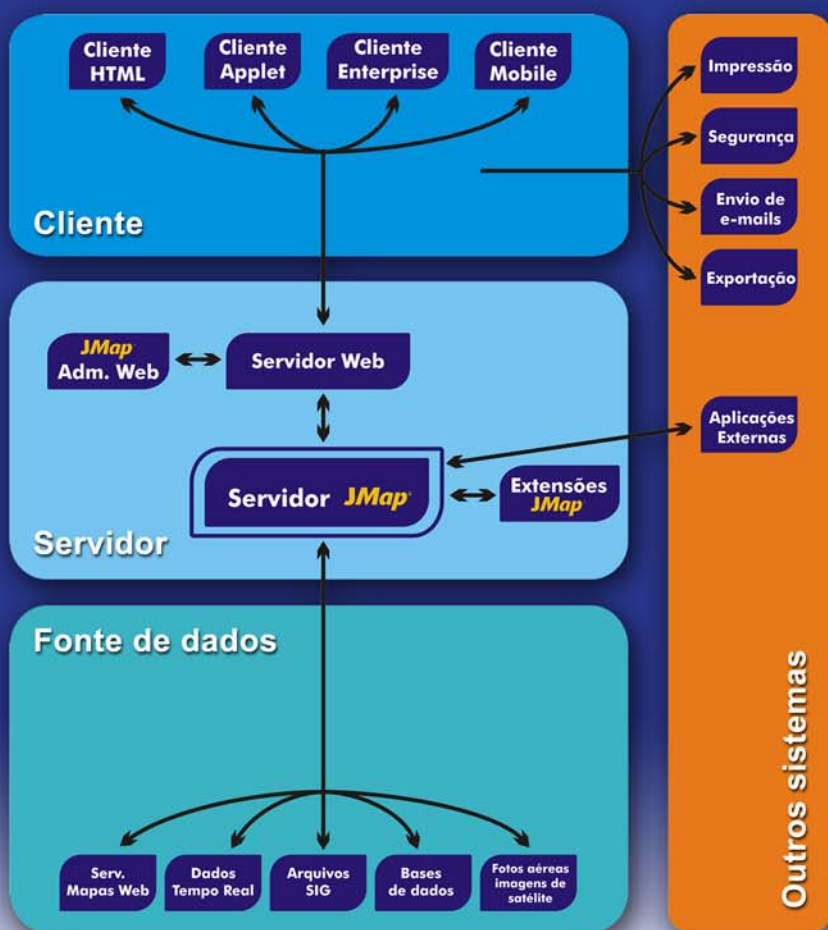 Cliente
HTML
Cliente
Applet
Cliente
Enterprise
Cliente
Mobile
Cliente
JMap
Adm. Web
Servidor Web
Servidor JMap
Extensões
JMap
Servidor
Fonte de dados
Serv.
Mapas Web
Dados
Tempo Real
Arquivos
SIG
Bases
de dados
Fotos aéreas
imagens de
satélite
Impressão
Segurança
Envio de
e-mails
Exportação
Aplicações
Externas
Outros sistemas